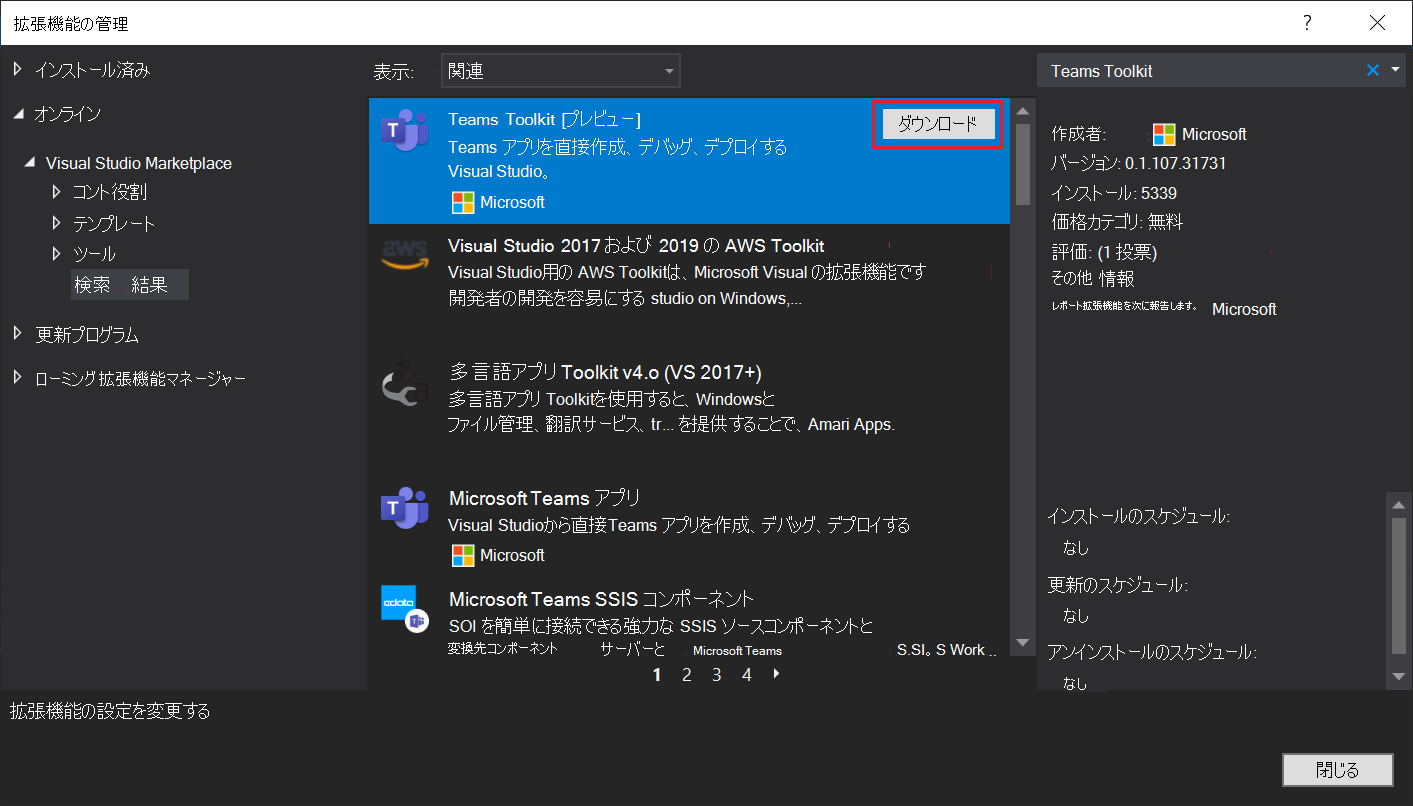 拡張機能の管理
?
インストール済み
オンライン
Visual Studio Marketplace
コント役割
テンプレート
ツール
検索 結果
更新プログラム
ローミング拡張機能マネージャー
表示:
関連
Teams Toolkit [プレビュー]
ダウンロード
Teams アプリを直接作成、デバッグ、デプロイする
Visual Studio。
Microsoft
aws
Visual Studio 2017および 2019 の AWS Toolkit
Visual Studio用の AWS Toolkitは、Microsoft Visual の拡張機能です
開発者の開発を容易にする studio on Windows,...
多言語アプリ Toolkit v4.o (VS 2017+)
多言語アプリ Toolkitを使用すると、Windowsと
ファイル管理、翻訳サービス、tr... を提供することで、Amari Apps.
Microsoft Teams アプリ
Visual Studioから直接Teams アプリを作成、デバッグ、デプロイする
Microsoft
cdata
Microsoft Teams SSIS コンポーネント
SOI を簡単に接続できる強力な SSIS ソースコンポーネントと
変換先コンポーネント サーバーと Microsoft Teams S.SI。S Work ..
1 2 3 4
Teams Toolkit
作成者: Microsoft
バージョン: 0.1.107.31731
インストール: 5339
価格カテゴリ: 無料
評価: (1 投票)
その他 情報
レポート拡張機能を次に報告します。 Microsoft
インストールのスケジュール:
なし
更新のスケジュール:
なし
アンインストールのスケジュール:
なし
拡張機能の設定を変更する
閉じる